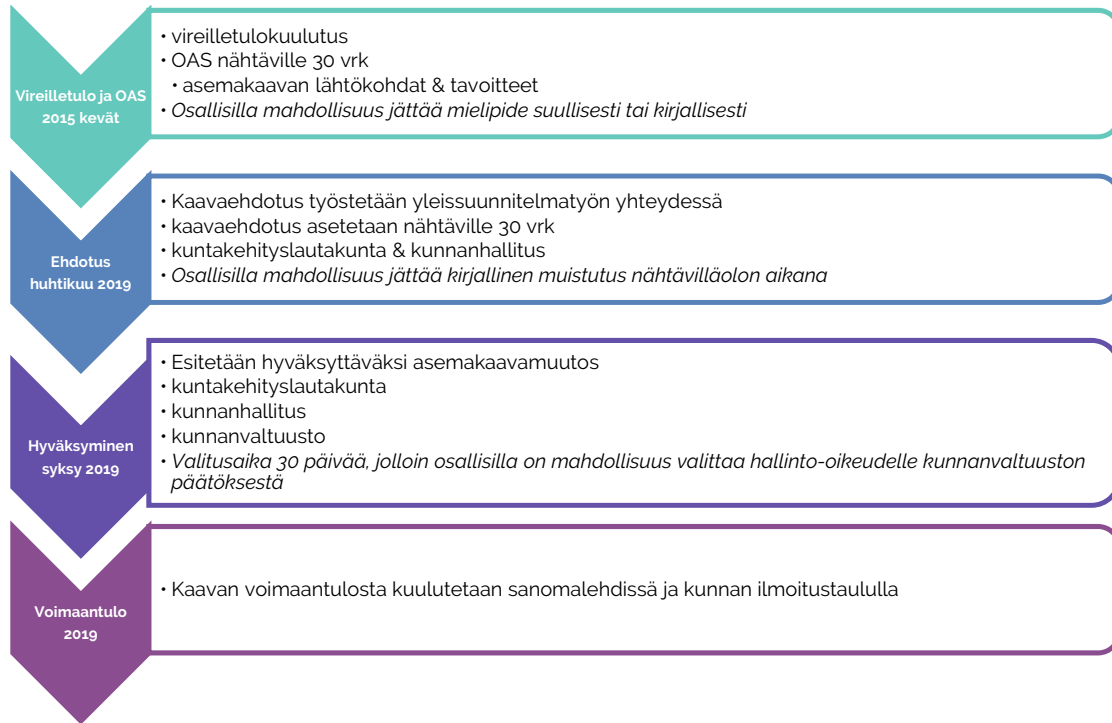 Vireilletulo ja OAS
2015 kevät
• vireilletulokuulutus
• OAS nähtäville 30 vrk
• asemakaavan lähtökohdat & tavoitteet
• Osallisilla mahdollisuus jättää mielipide suullisesti tai kirjallisesti
Ehdotus
huhtikuu 2019
• Kaavaehdotus työstetään yleissuunnitelmatyön yhteydessä
• kaavaehdotus asetetaan nähtäville 30 vrk
• kuntakehityslautakunta & kunnanhallitus
• Osallisilla mahdollisuus jättää kirjallinen muistutus nähtävilläolon aikana
Hyväksyminen
syksy 2019
• Esitetään hyväksyttäväksi asemakaavamuutos
• kuntakehityslautakunta
• kunnanhallitus
• kunnanvaltuusto
• Valitusaika 30 päivää, jolloin osallisilla on mahdollisuus valittaa hallinto-oikeudelle kunnanvaltuuston
päätöksestä
Voimaantulo
2019
• Kaavan voimaantulosta kuulutetaan sanomalehdissä ja kunnan ilmoitustaululla